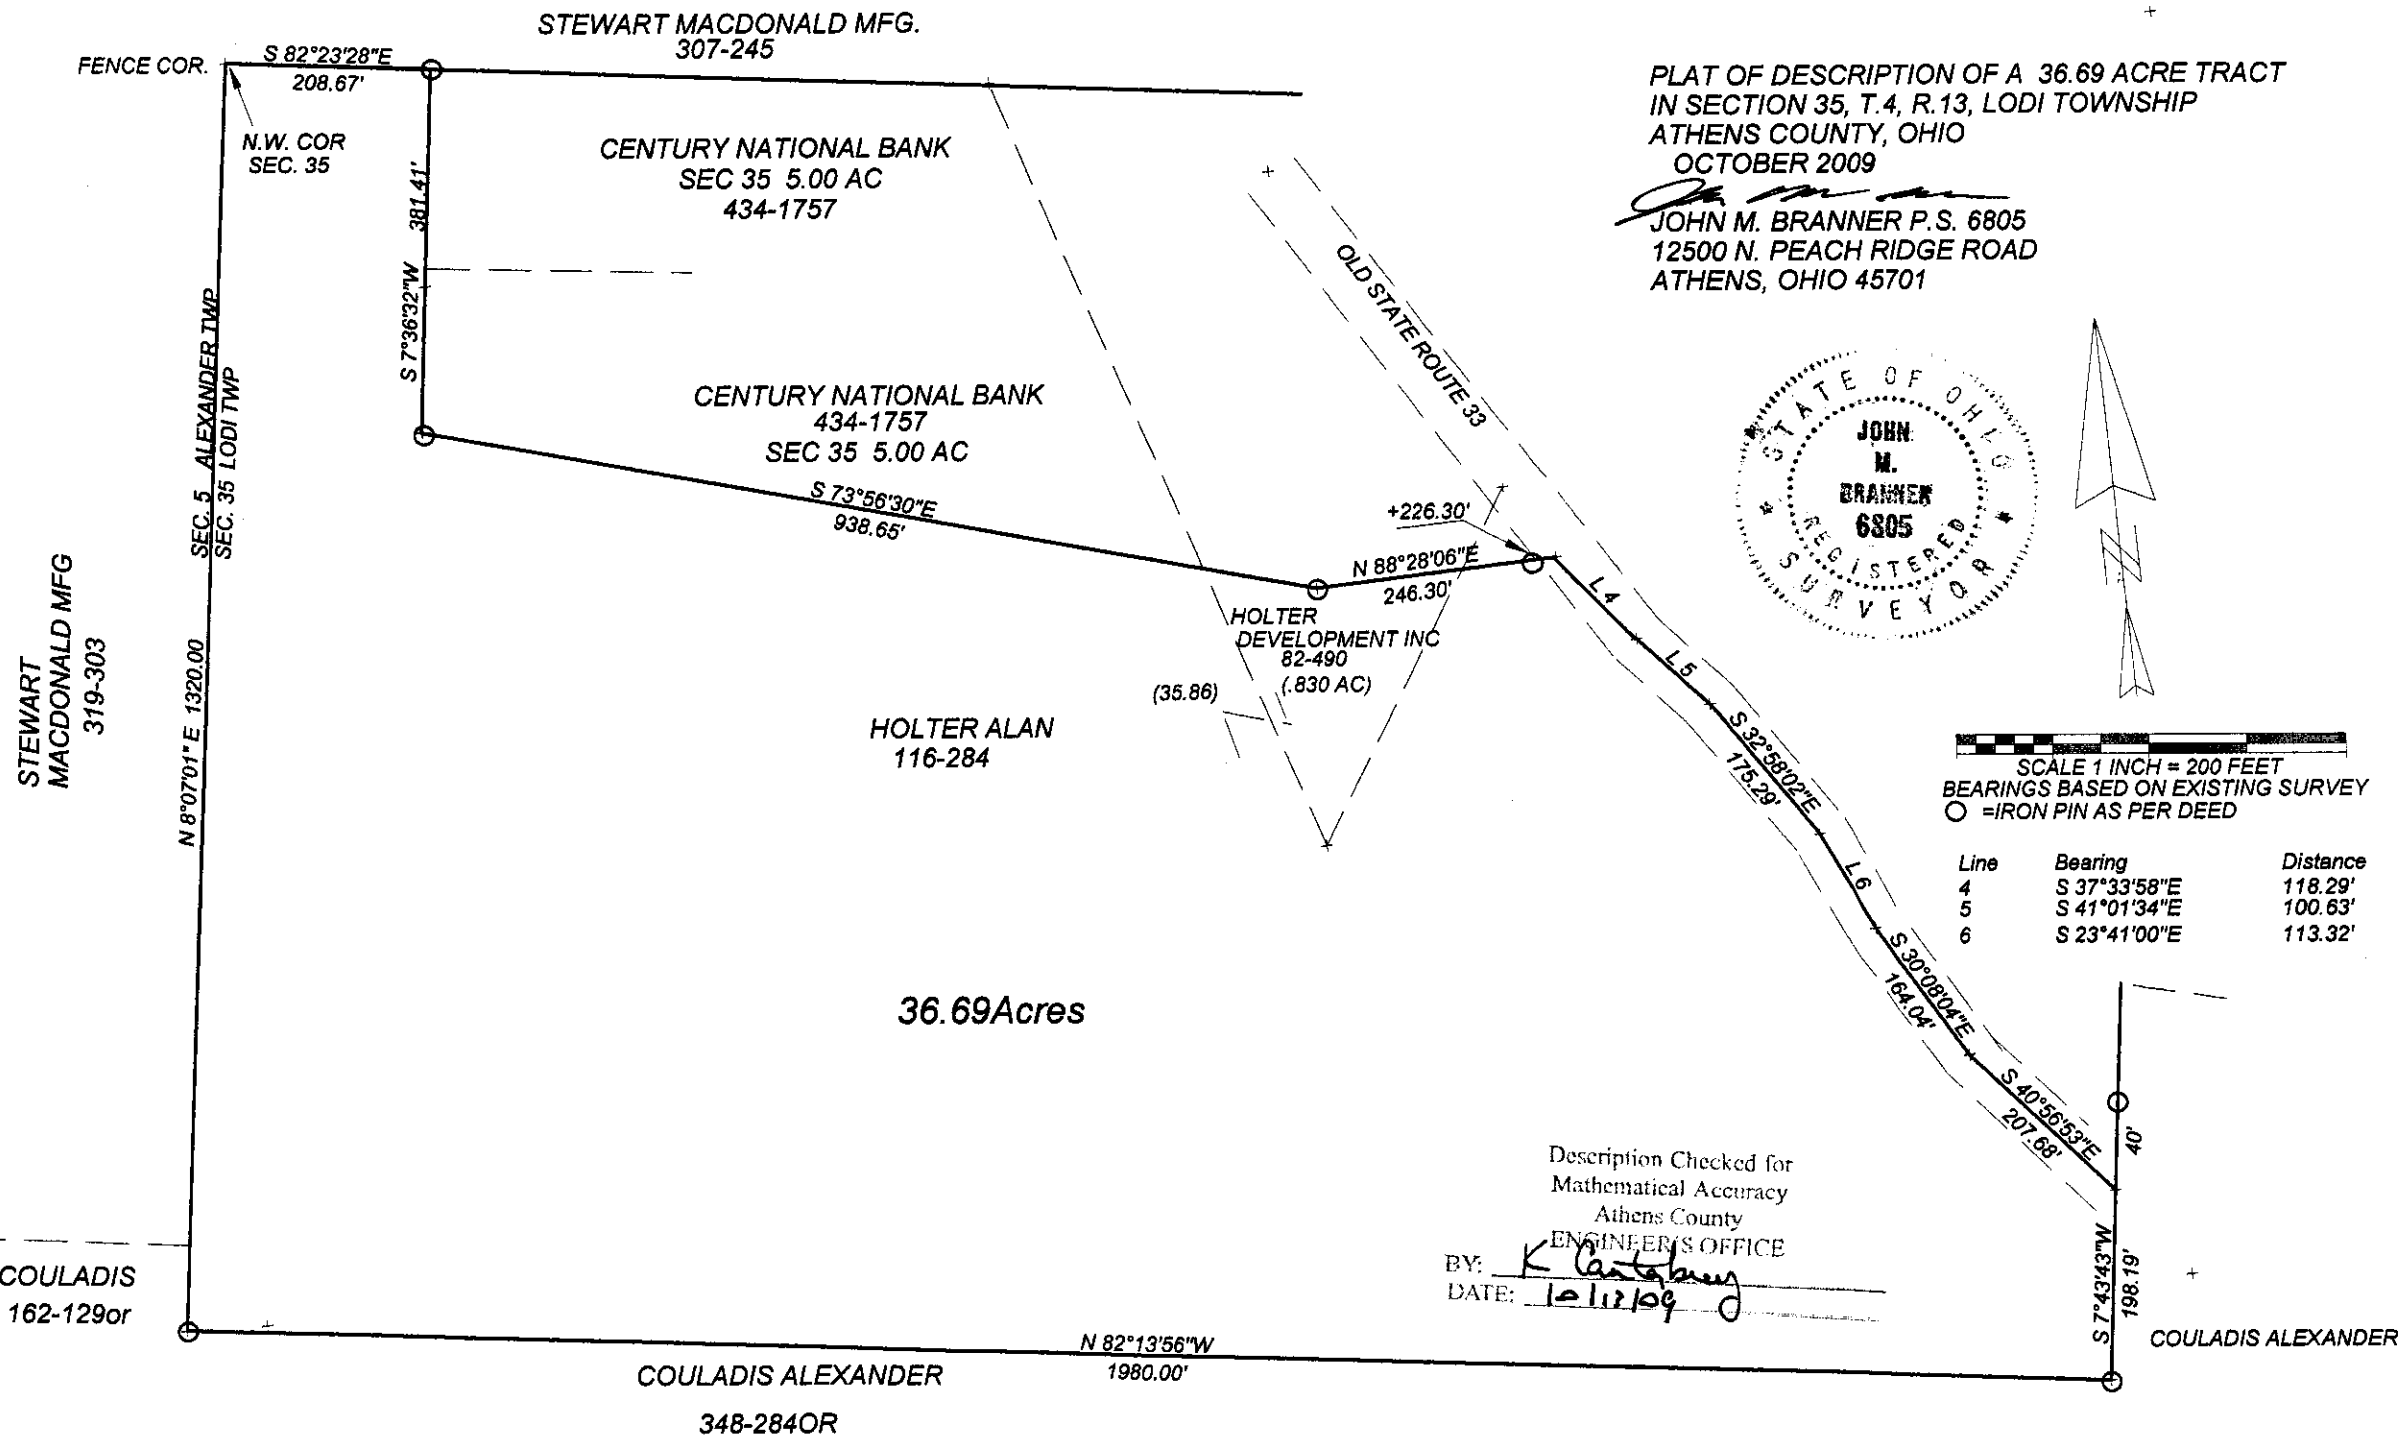 STEWART MACDONALD MFG.
307-245
FENCE COR.
S 82°23'28"E
208.67'
N.W. COR
SEC. 35
CENTURY NATIONAL BANK
SEC 35 5.00 AC
434-1757
381.41'
S 7°36'32"W
PLAT OF DESCRIPTION OF A 36.69 ACRE TRACT
IN SECTION 35, T.4, R.13, LODI TOWNSHIP
ATHENS COUNTY, OHIO
OCTOBER 2009
JOHN M. BRANNER P.S. 6805
12500 N. PEACH RIDGE ROAD
ATHENS, OHIO 45701
OLD STATE ROUTE 33
STATE OF OHIO
JOHN
M.
BRANNER
6805
REGISTERED
SURVEYOR
SEC. 5 ALEXANDER TWP
SEC. 35 LODI TWP
CENTURY NATIONAL BANK
434-1757
SEC 35 5.00 AC
S 73°56'30"E
938.65'
+226.30'
N 88°28'06"E
246.30'
L 4
L 5
HOLTER
DEVELOPMENT INC
82-490
(.830 AC)
(35.86)
STEWART
MACDONALD MFG
319-303
N 8°07'01" E 1320.00
HOLTER ALAN
116-284
S 32°58'02"E
175.29'
L 6
SCALE 1 INCH = 200 FEET
BEARINGS BASED ON EXISTING SURVEY
=IRON PIN AS PER DEED
Line Bearing Distance
4 S 37°33'58"E 118.29'
5 S 41°01'34"E 100.63'
6 S 23°41'00"E 113.32'
S 30°08'04"E
164.04'
36.69Acres
S 40°56'53"E
207.68'
40'
S 7°43'43"W
198.19'
Description Checked for
Mathematical Accuracy
Athens County
ENGINEER'S OFFICE
BY: K
DATE: 10/13/09
COULADIS
162-129or
N 82°13'56"W
1980.00'
COULADIS ALEXANDER
348-284OR
COULADIS ALEXANDER